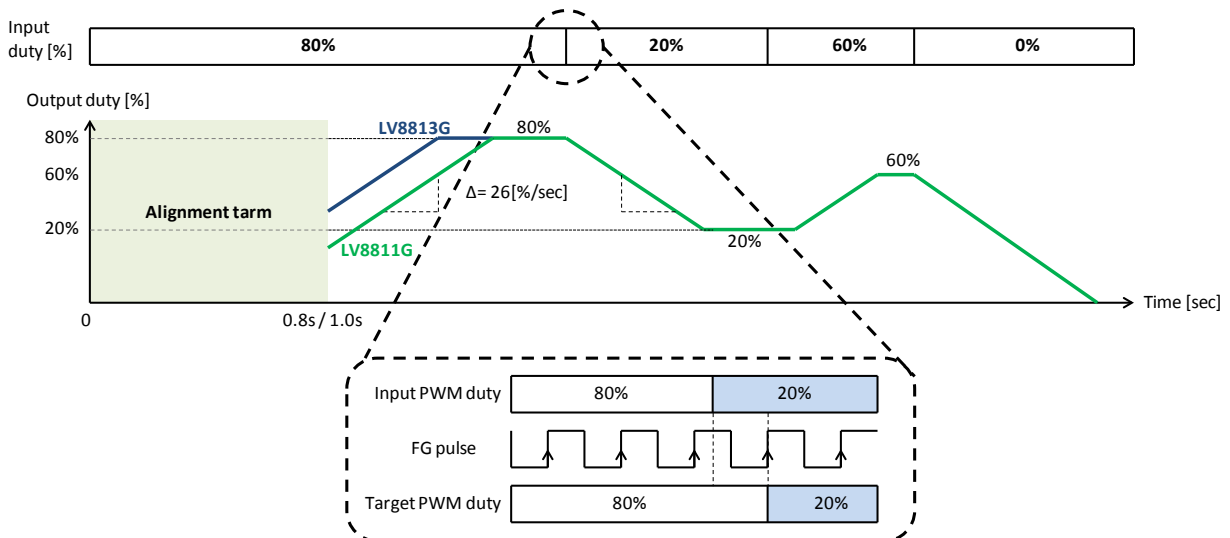 Input
duty [%]
80% 20% 60% 0%
Output duty [%]
80%
60%
20%
LV8813G
80%
60%
Δ= 26[%/sec]
Alignment tarm
LV8811G
20%
Time [sec]
0
0.8s / 1.0s
Input PWM duty 80% 20%
FG pulse
Target PWM duty 80% 20%